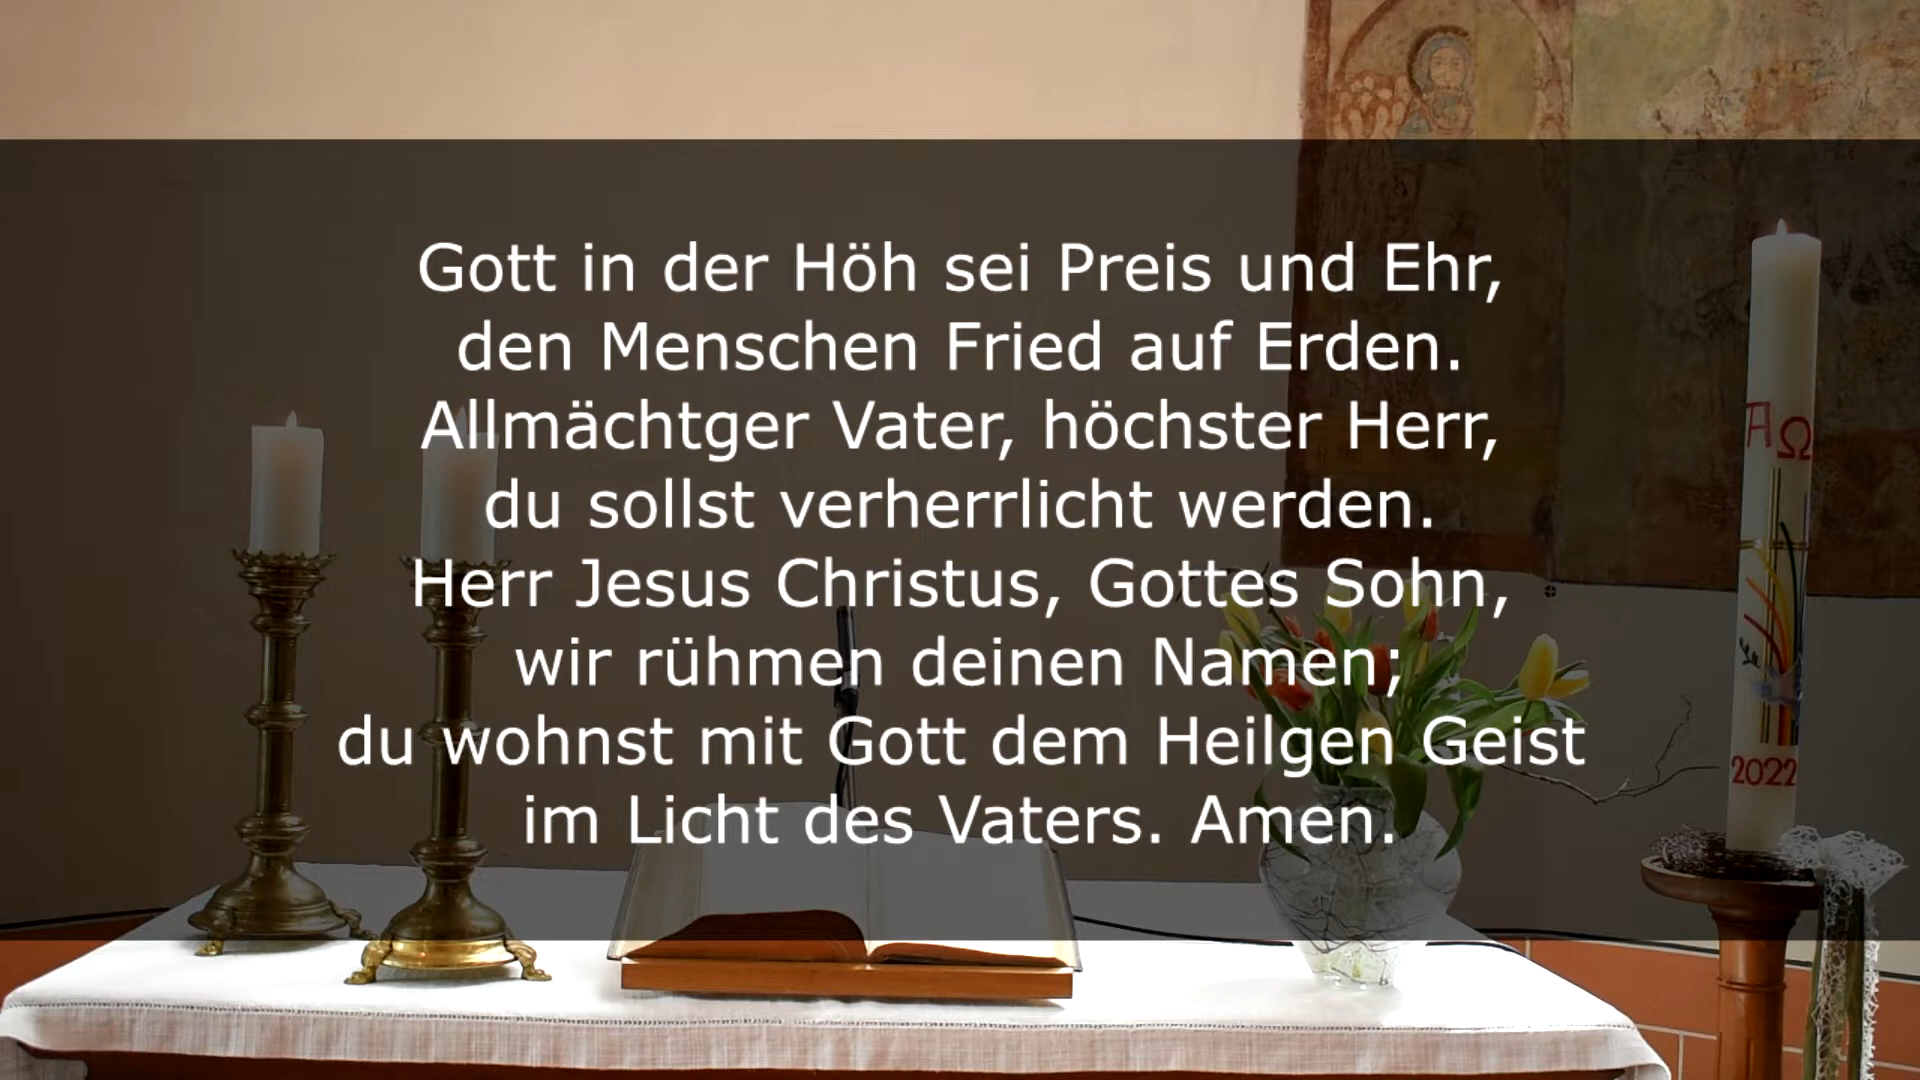 Gott in der Höh sei Preis und Ehr,
den Menschen Fried auf Erden.
Allmächtger Vater, höchster Herr,
du sollst verherrlicht werden.
Herr Jesus Christus, Gottes Sohn,
wir rühmen deinen Namen;
du wohnst mit Gott dem Heilgen Geist
im Licht des Vaters. Amen.
Α Ω
2022